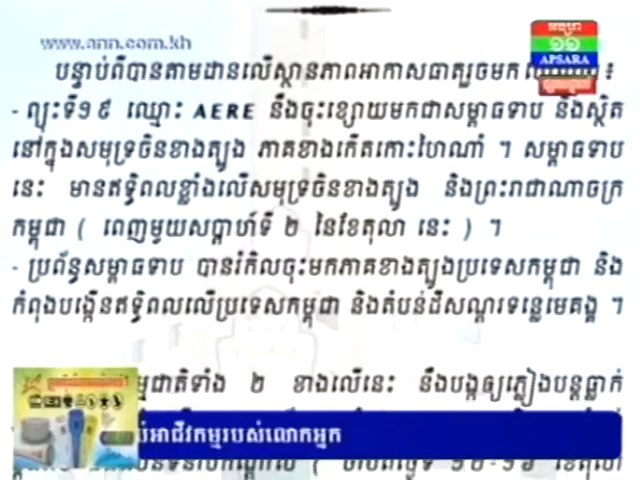 www.ann.com.kh
អប្សរា
១១
APSARA
បន្ទាប់ពីបានតាមដានលើស្ថានភាពអាកាសធាតុរួចមក ៖
- ព្យុះទី១៩ ឈ្មោះ AERE នឹងចុះខ្សោយមកជាសម្ពាធទាប និងស្ថិត
នៅក្នុងសមុទ្រចិនខាងត្បូង ភាគខាងកើតកោះហៃណាំ ។ សម្ពាធទាប
នេះ មានឥទ្ធិពលខ្លាំងលើសមុទ្រចិនខាងត្បូង និងព្រះរាជាណាចក្រ
កម្ពុជា ( ពេញមួយសប្តាហ៍ទី ២ នៃខែតុលា នេះ ) ។
- ប្រព័ន្ធសម្ពាធទាប បានរំកិលចុះមកភាគខាងត្បូងប្រទេសកម្ពុជា និង
កំពុងបង្កើនឥទ្ធិពលលើប្រទេសកម្ពុជា និងតំបន់ដីសណ្តរទន្លេមេគង្គ ។
ម្មជាតិទាំង ២ ខាងលើនេះ នឹងបង្កឲ្យភ្លៀងបន្តធ្លាក់
អាជីវកម្មរបស់លោកអ្នក